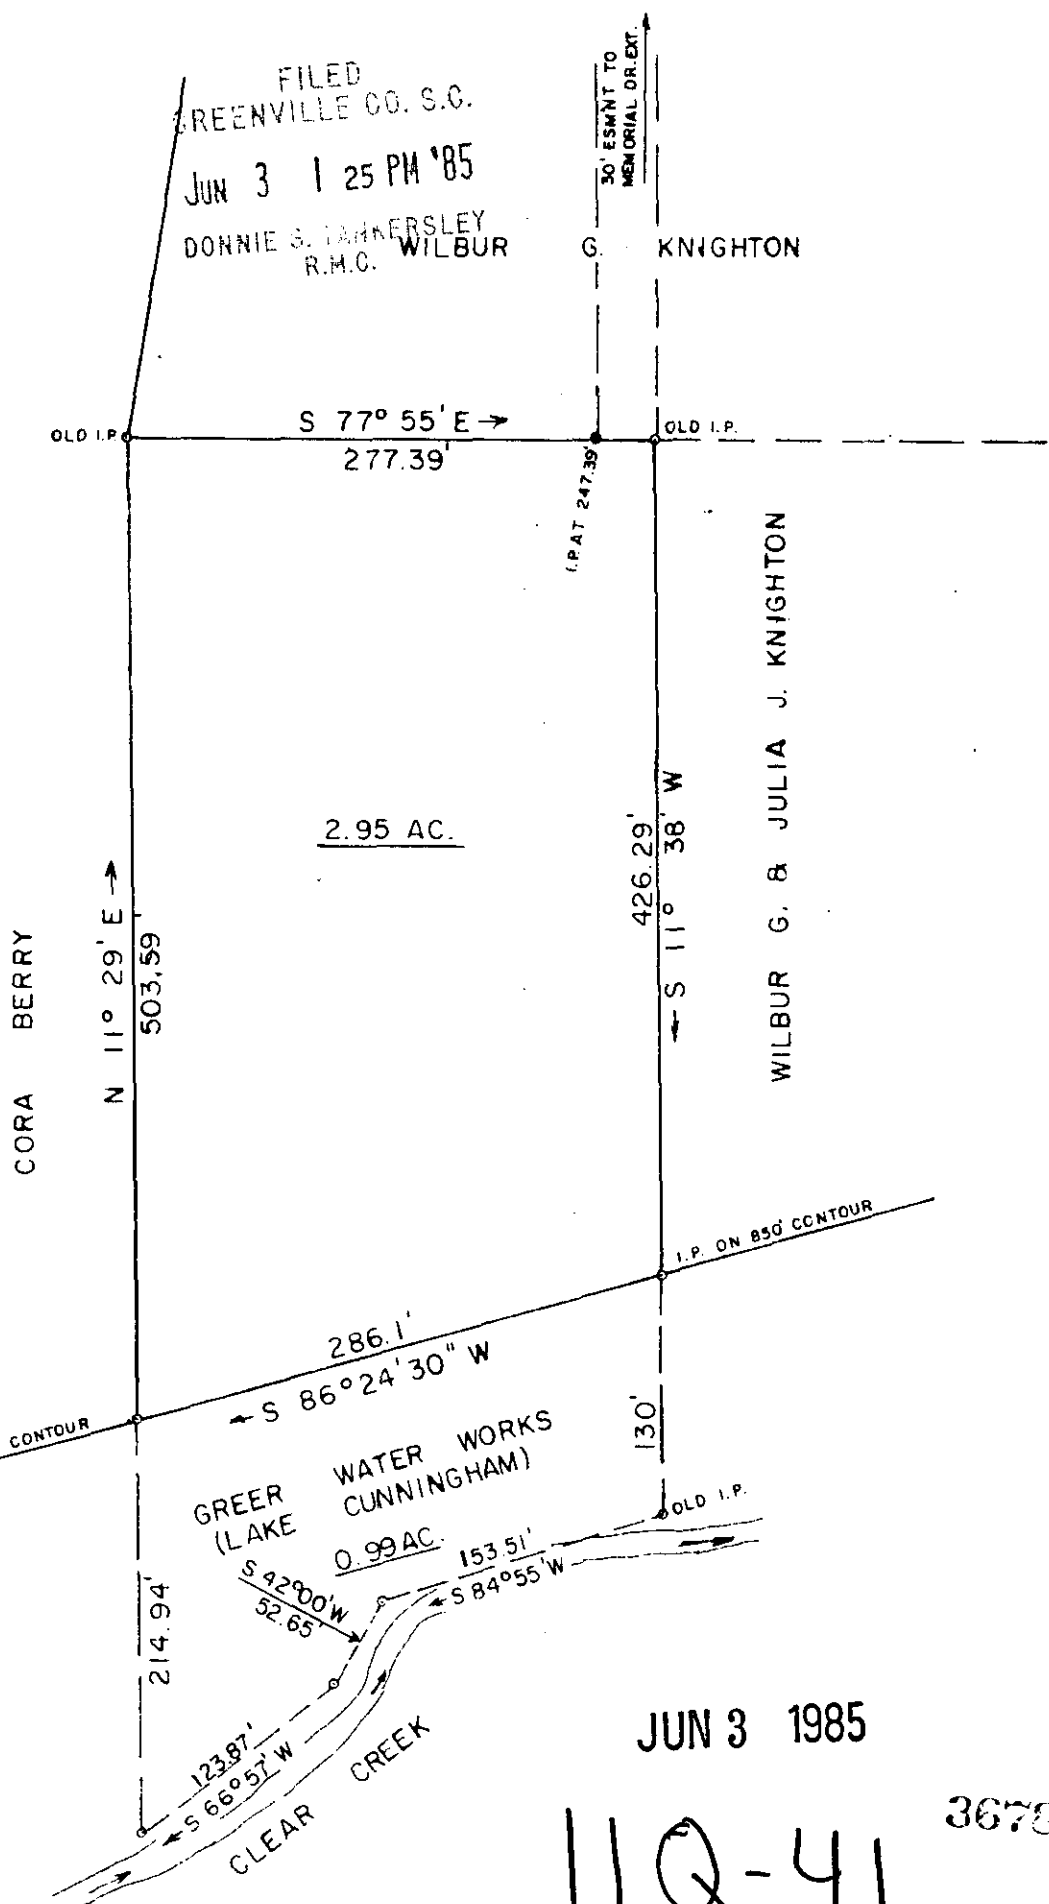 FILED
GREENVILLE CO. S.C.
JUN 3 1 25 PM '85
DONNIE S. TANKERSLEY
R.M.C.
30' ESMNT TO
MEMORIAL DR. EXT.
WILBUR G. KNIGHTON
OLD I.P.
S 77° 55' E
277.39'
OLD I.P.
I.P. AT 247.39'
WILBUR G. & JULIA J. KNIGHTON
2.95 AC.
426.29'
S 11° 38' W
CORA BERRY
N 11° 29' E
503.59
I.P. ON 850' CONTOUR
286.1'
S 86° 24' 30" W
CONTOUR
GREER WATER WORKS
(LAKE CUNNINGHAM)
0.99 AC.
130'
OLD I.P.
153.51'
S 84° 55' W
S 42° 00' W
52.65'
214.94'
123.87'
S 66° 57' W
CLEAR CREEK
JUN 3 1985
3678
11Q-41